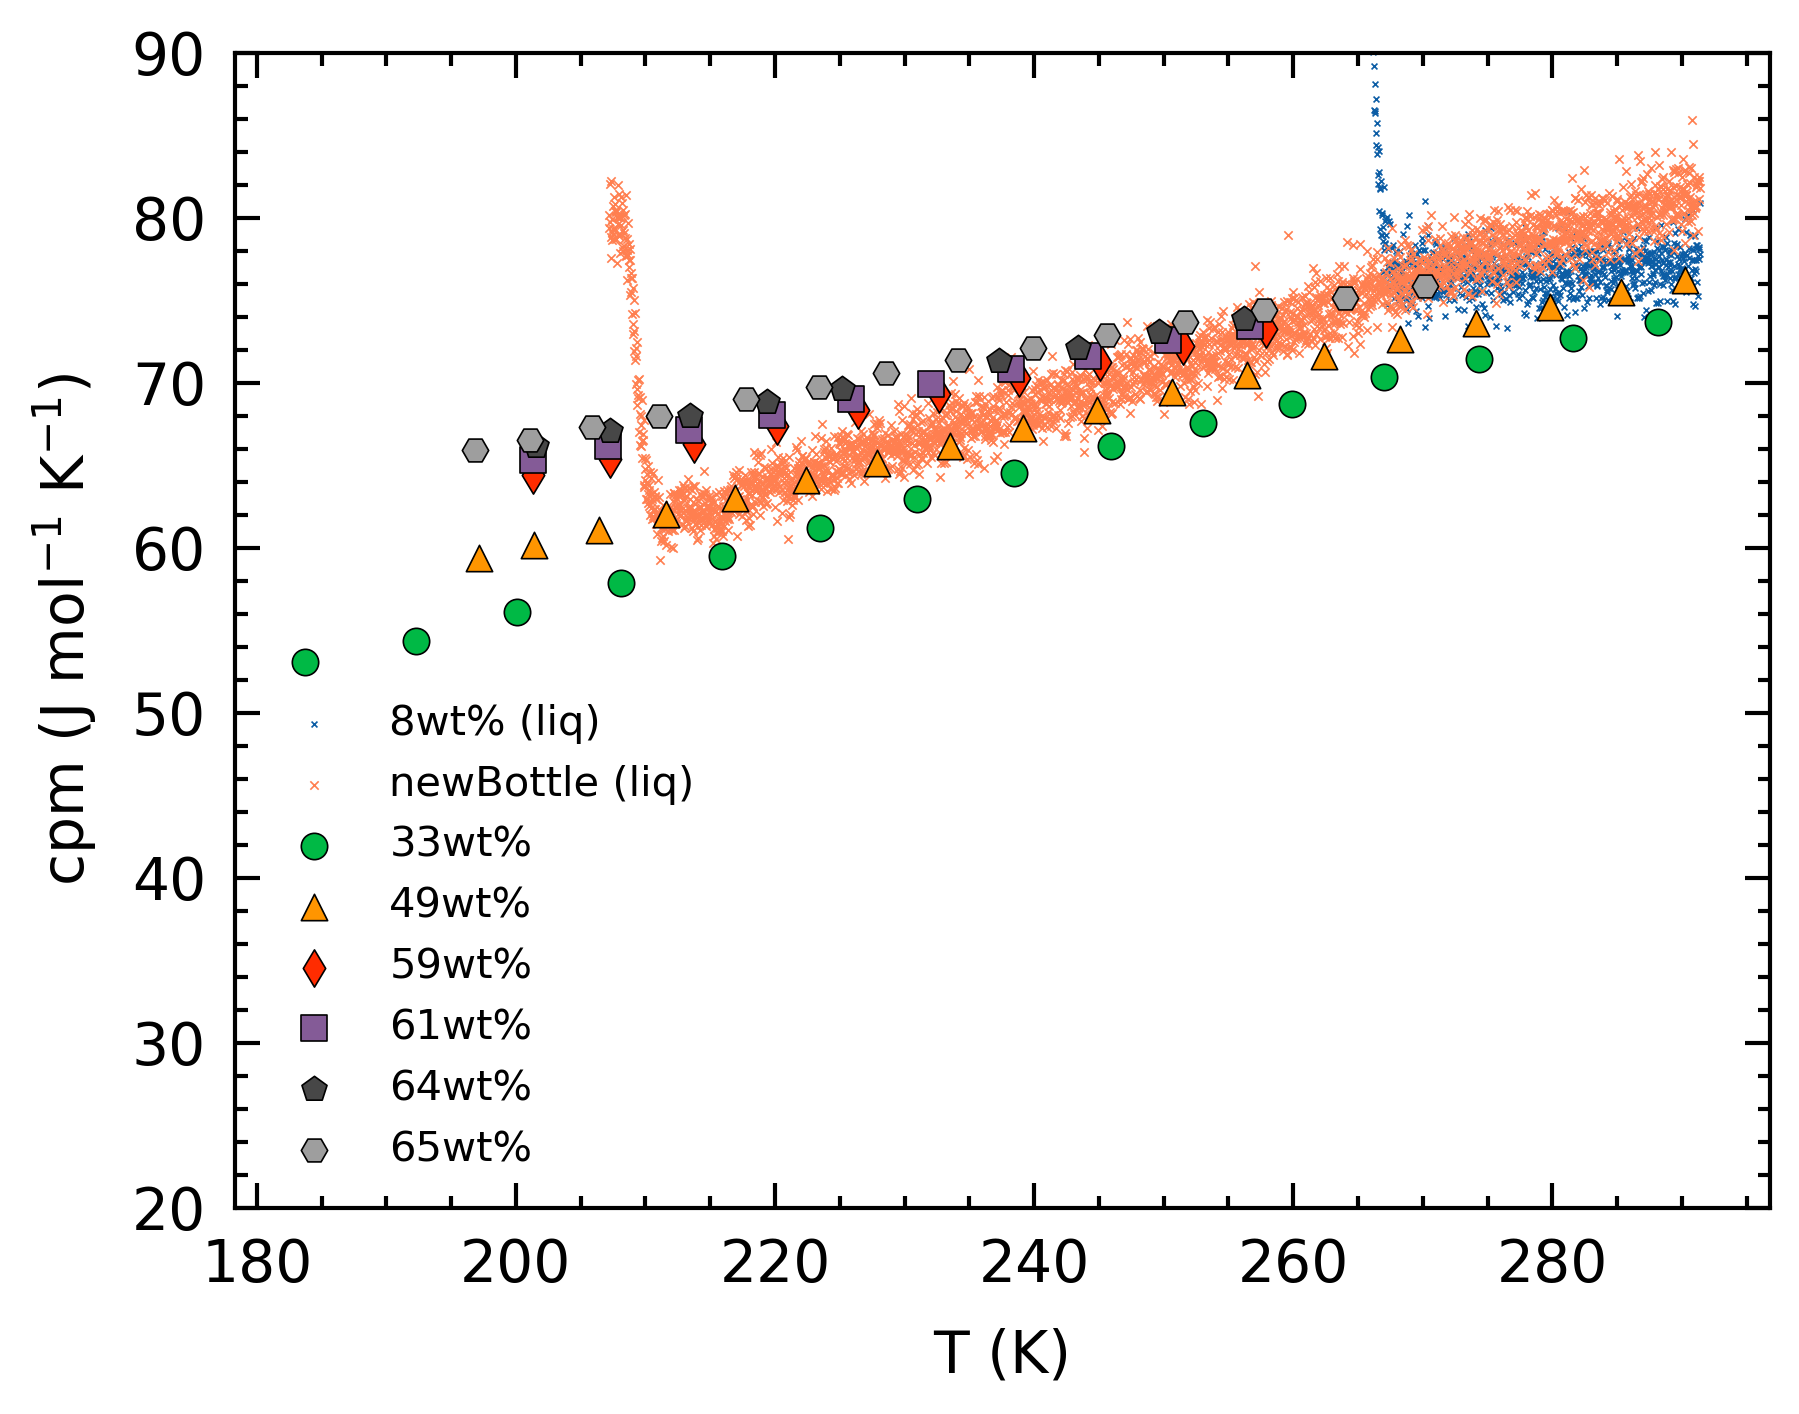 90
80
70
60
50
40
30
20
cpm (J mol⁻¹ K⁻¹)
8wt% (liq)
newBottle (liq)
33wt%
49wt%
59wt%
61wt%
64wt%
65wt%
180 200 220 240 260 280
T (K)